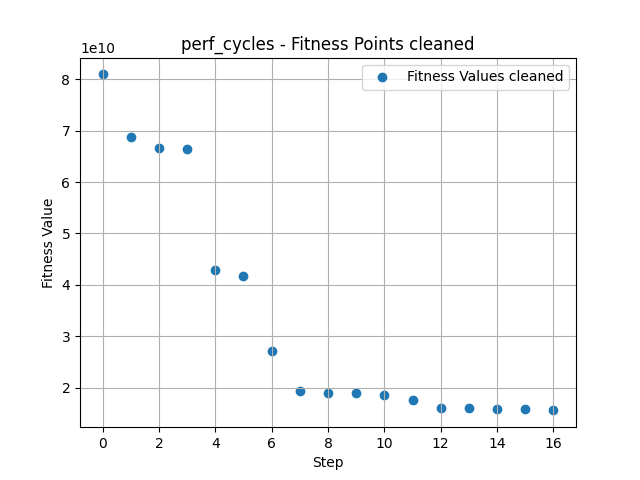 perf_cycles - Fitness Points cleaned
1e10
Fitness Values cleaned
8
7
6
5
4
3
2
Fitness Value
0 2 4 6 8 10 12 14 16
Step